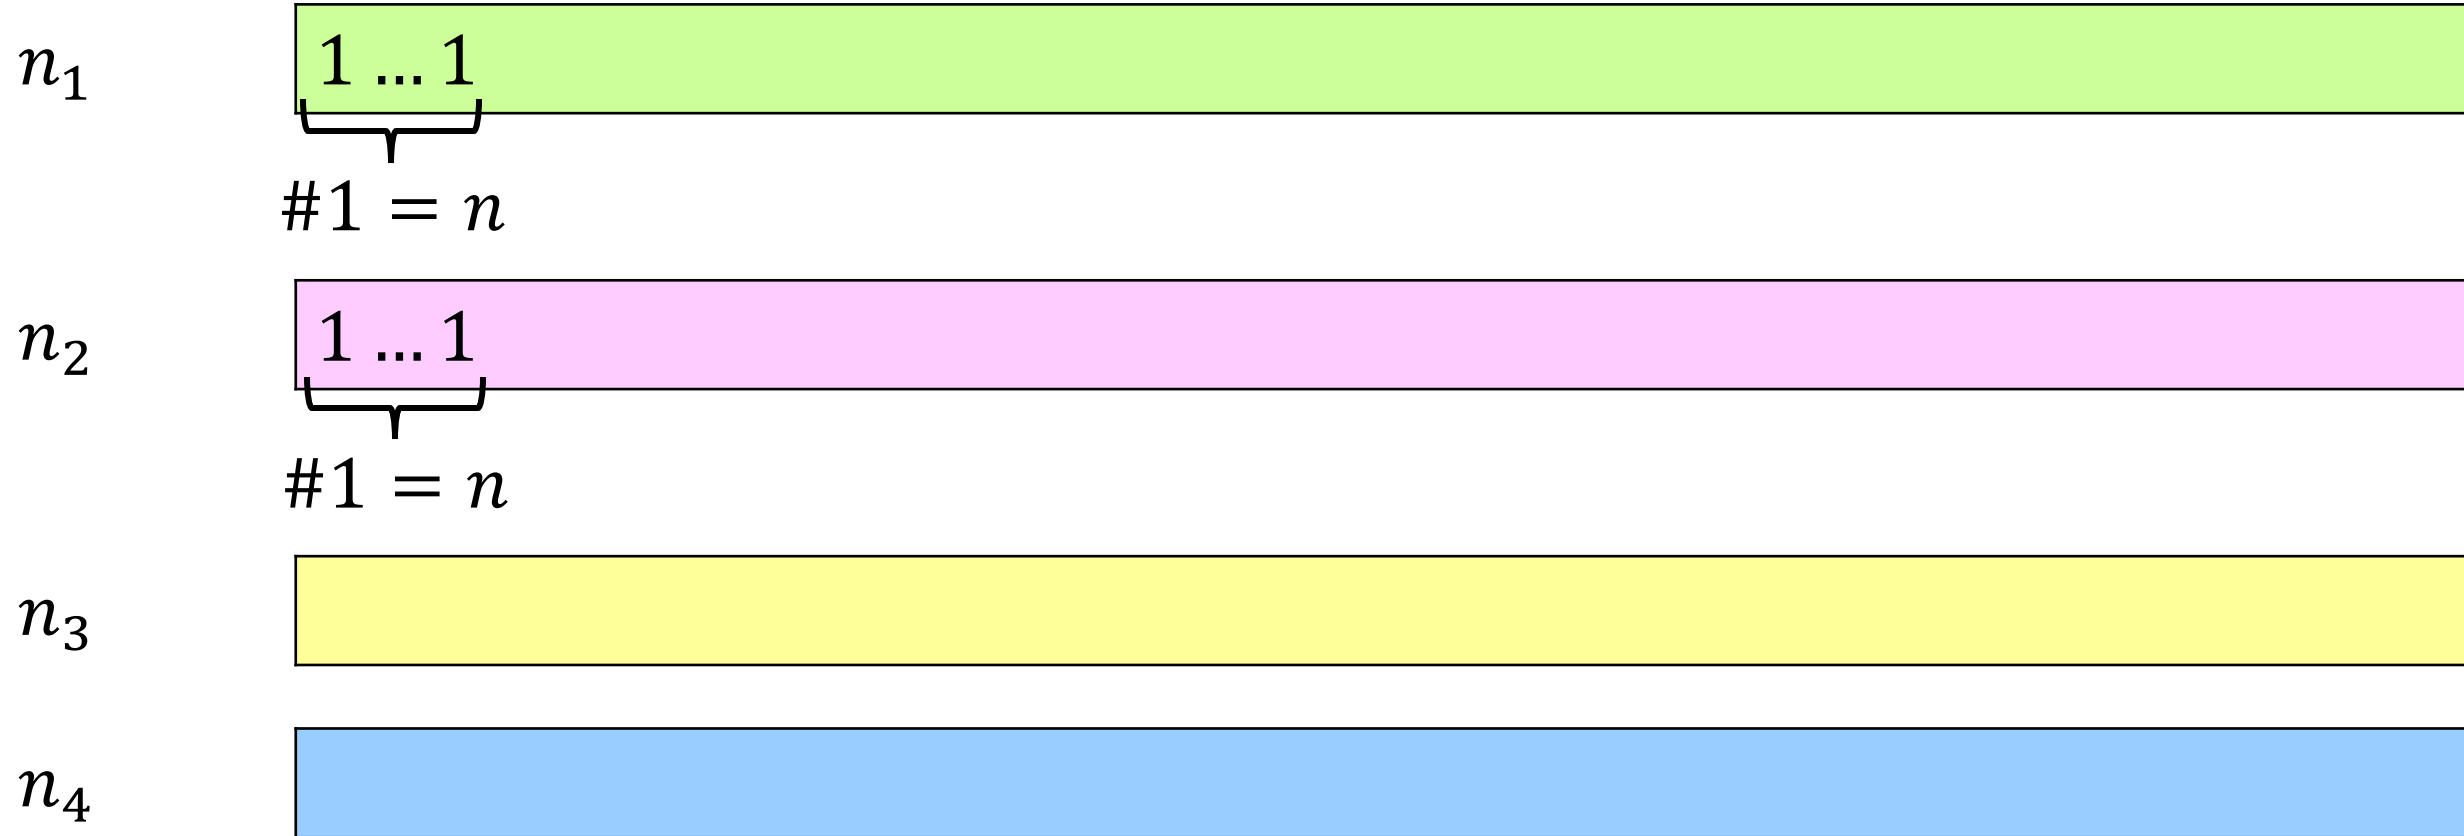 n₁ 1 ... 1
#1 = n
n₂ 1 ... 1
#1 = n
n₃
n₄